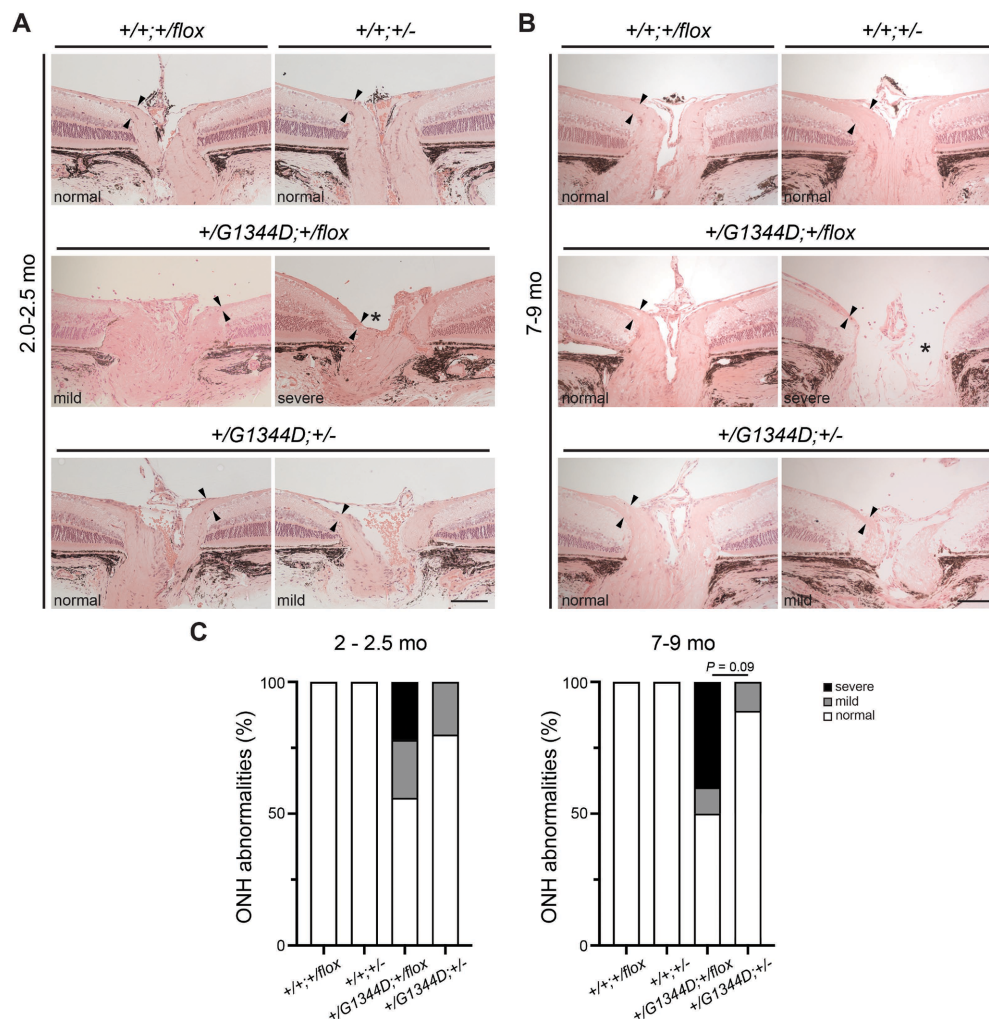 A
+/+;+/flox
+/+;+/-
2.0-2.5 mo
normal
normal
+/G1344D;+/flox
mild
*
severe
+/G1344D;+/-
normal
mild
B
+/+;+/flox
+/+;+/-
7-9 mo
normal
normal
+/G1344D;+/flox
normal
*
severe
+/G1344D;+/-
normal
mild
C
2 - 2.5 mo
ONH abnormalities (%)
100
50
0
+/+;+/flox
+/+;+/-
+/G1344D;+/flox
+/G1344D;+/-
7-9 mo
P = 0.09
ONH abnormalities (%)
100
50
0
+/+;+/flox
+/+;+/-
+/G1344D;+/flox
+/G1344D;+/-
severe
mild
normal